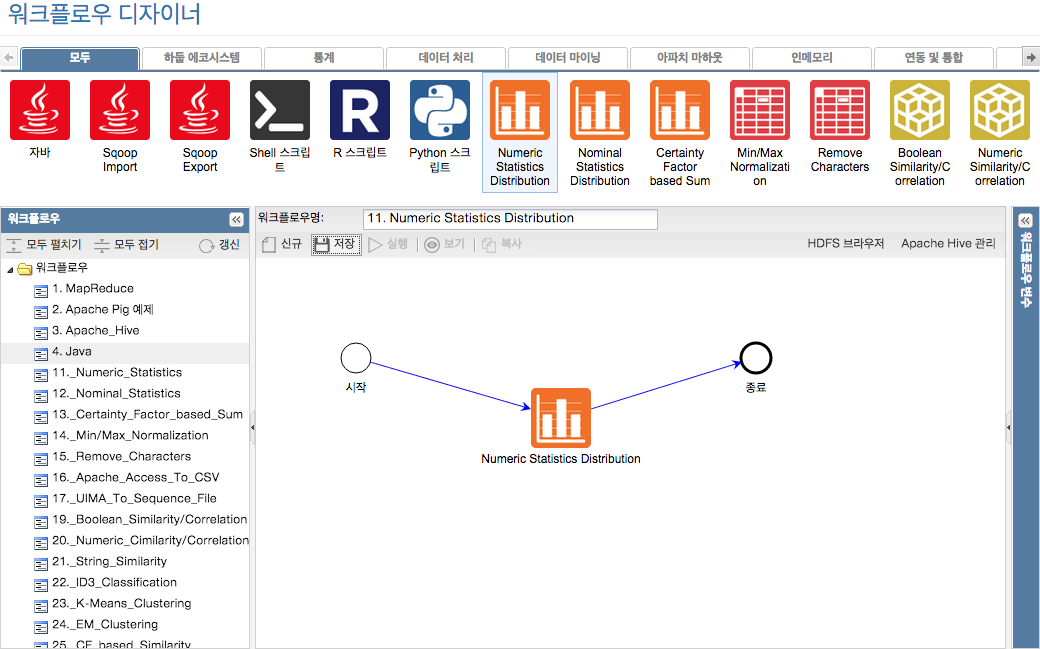 워크플로우 디자이너
모두
하둡 에코시스템
통계
데이터 처리
데이터 마이닝
아파치 마하웃
인메모리
연동 및 통합
자바
Sqoop
Import
Sqoop
Export
Shell 스크립
트
R 스크립트
Python 스크
립트
Numeric
Statistics
Distribution
Nominal
Statistics
Distribution
Certainty
Factor
based Sum
Min/Max
Normalizati
on
Remove
Characters
Boolean
Similarity/C
orrelation
Numeric
Similarity/C
orrelation
워크플로우
모두 펼치기
모두 접기
갱신
워크플로우
1. MapReduce
2. Apache Pig 예제
3. Apache_Hive
4. Java
11._Numeric_Statistics
12._Nominal_Statistics
13._Certainty_Factor_based_Sum
14._Min/Max_Normalization
15._Remove_Characters
16._Apache_Access_To_CSV
17._UIMA_To_Sequence_File
19._Boolean_Similarity/Correlation
20._Numeric_Cimilarity/Correlation
21._String_Similarity
22._ID3_Classification
23._K-Means_Clustering
24._EM_Clustering
25._CF_based_Similarity
워크플로우명:
11. Numeric Statistics Distribution
신규
저장
실행
보기
복사
HDFS 브라우저
Apache Hive 관리
시작
Numeric Statistics Distribution
종료
워크플로우 변수